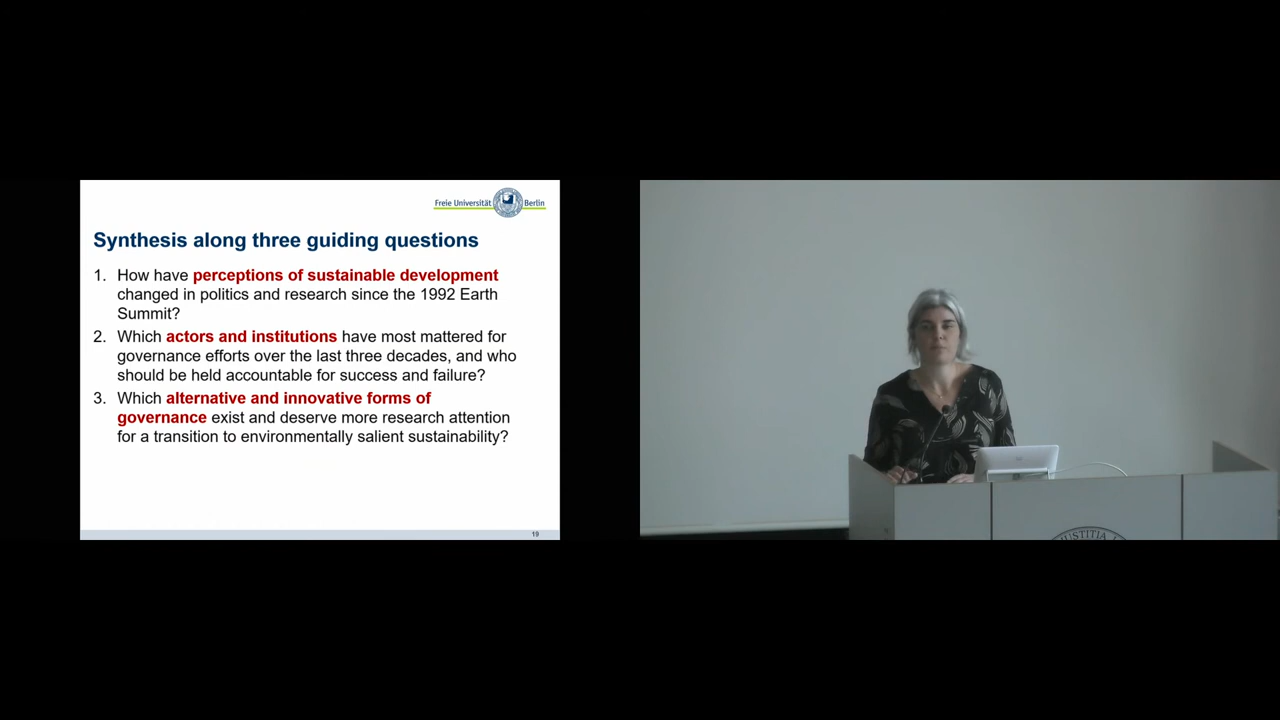 Freie Universität Berlin
Synthesis along three guiding questions
1. How have perceptions of sustainable development
changed in politics and research since the 1992 Earth
Summit?
2. Which actors and institutions have most mattered for
governance efforts over the last three decades, and who
should be held accountable for success and failure?
3. Which alternative and innovative forms of
governance exist and deserve more research attention
for a transition to environmentally salient sustainability?
19
USTITIA